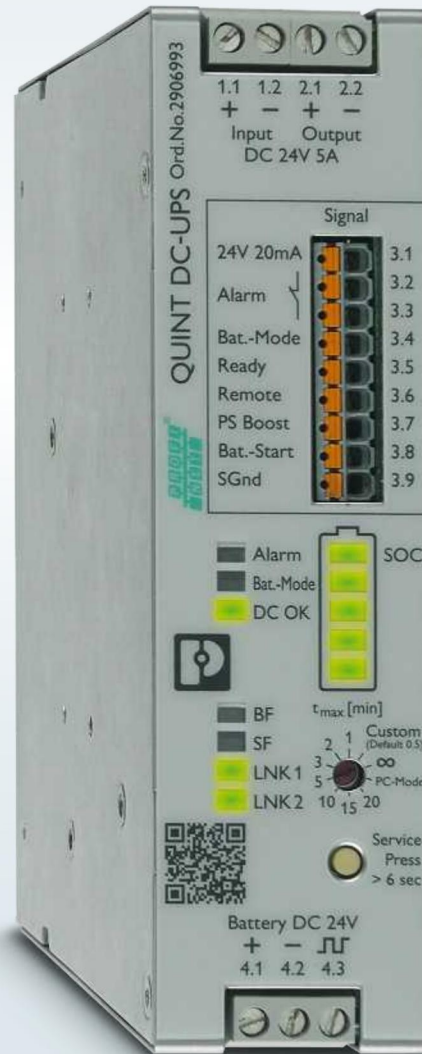 1.1 1.2 2.1 2.2
+ − + −
Input Output
DC 24V 5A
QUINT DC-UPS Ord.No.2906993
Signal
24V 20mA 3.1
3.2
Alarm
3.3
Bat.-Mode 3.4
Ready 3.5
Remote 3.6
PS Boost 3.7
Bat.-Start 3.8
SGnd 3.9
Alarm SOC
Bat.-Mode
DC OK
tmax [min]
BF
SF
LNK 1
LNK 2
Custom
(Default 0.5)
∞
PC-Mode
1
2
3
5
10 15 20
Service
Press
> 6 sec
Battery DC 24V
+ −
4.1 4.2 4.3